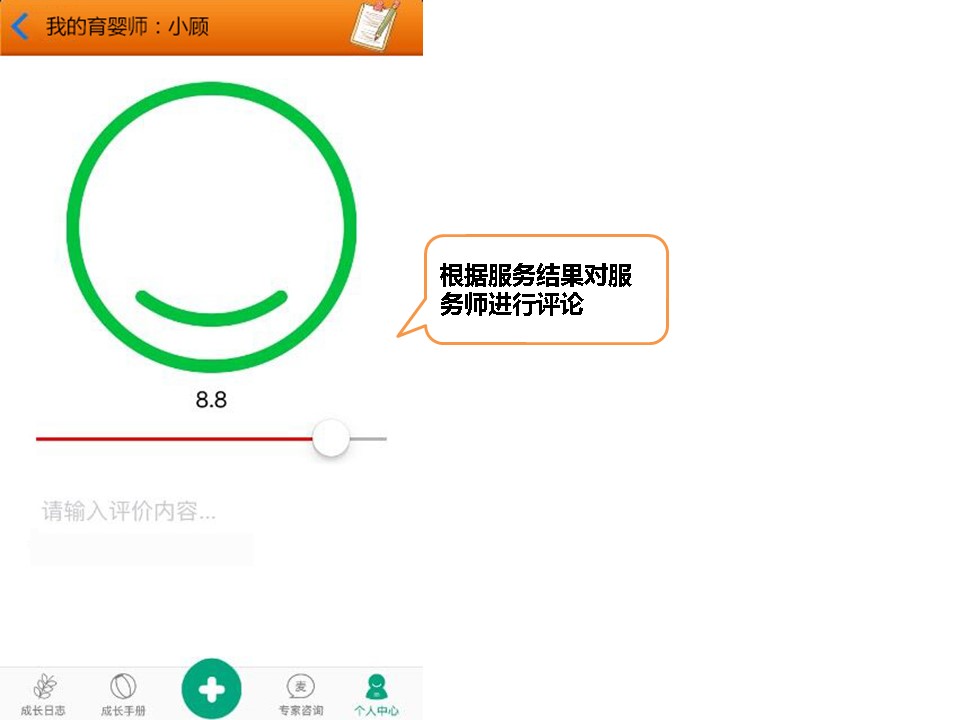 我的育婴师：小顾
根据服务结果对服
务师进行评论
8.8
请输入评价内容...
麦
成长日志
成长手册
专家咨询
个人中心